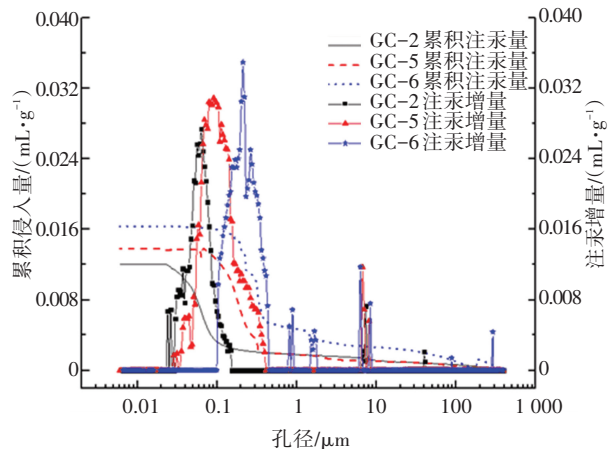 0.040
0.032
0.024
0.016
0.008
0
累积侵入量/(mL·g⁻¹)
GC-2 累积注汞量
GC-5 累积注汞量
GC-6 累积注汞量
GC-2 注汞增量
GC-5 注汞增量
GC-6 注汞增量
0.040
0.032
0.024
0.016
0.008
0
注汞增量/(mL·g⁻¹)
0.01 0.1 1 10 100 1 000
孔径/μm